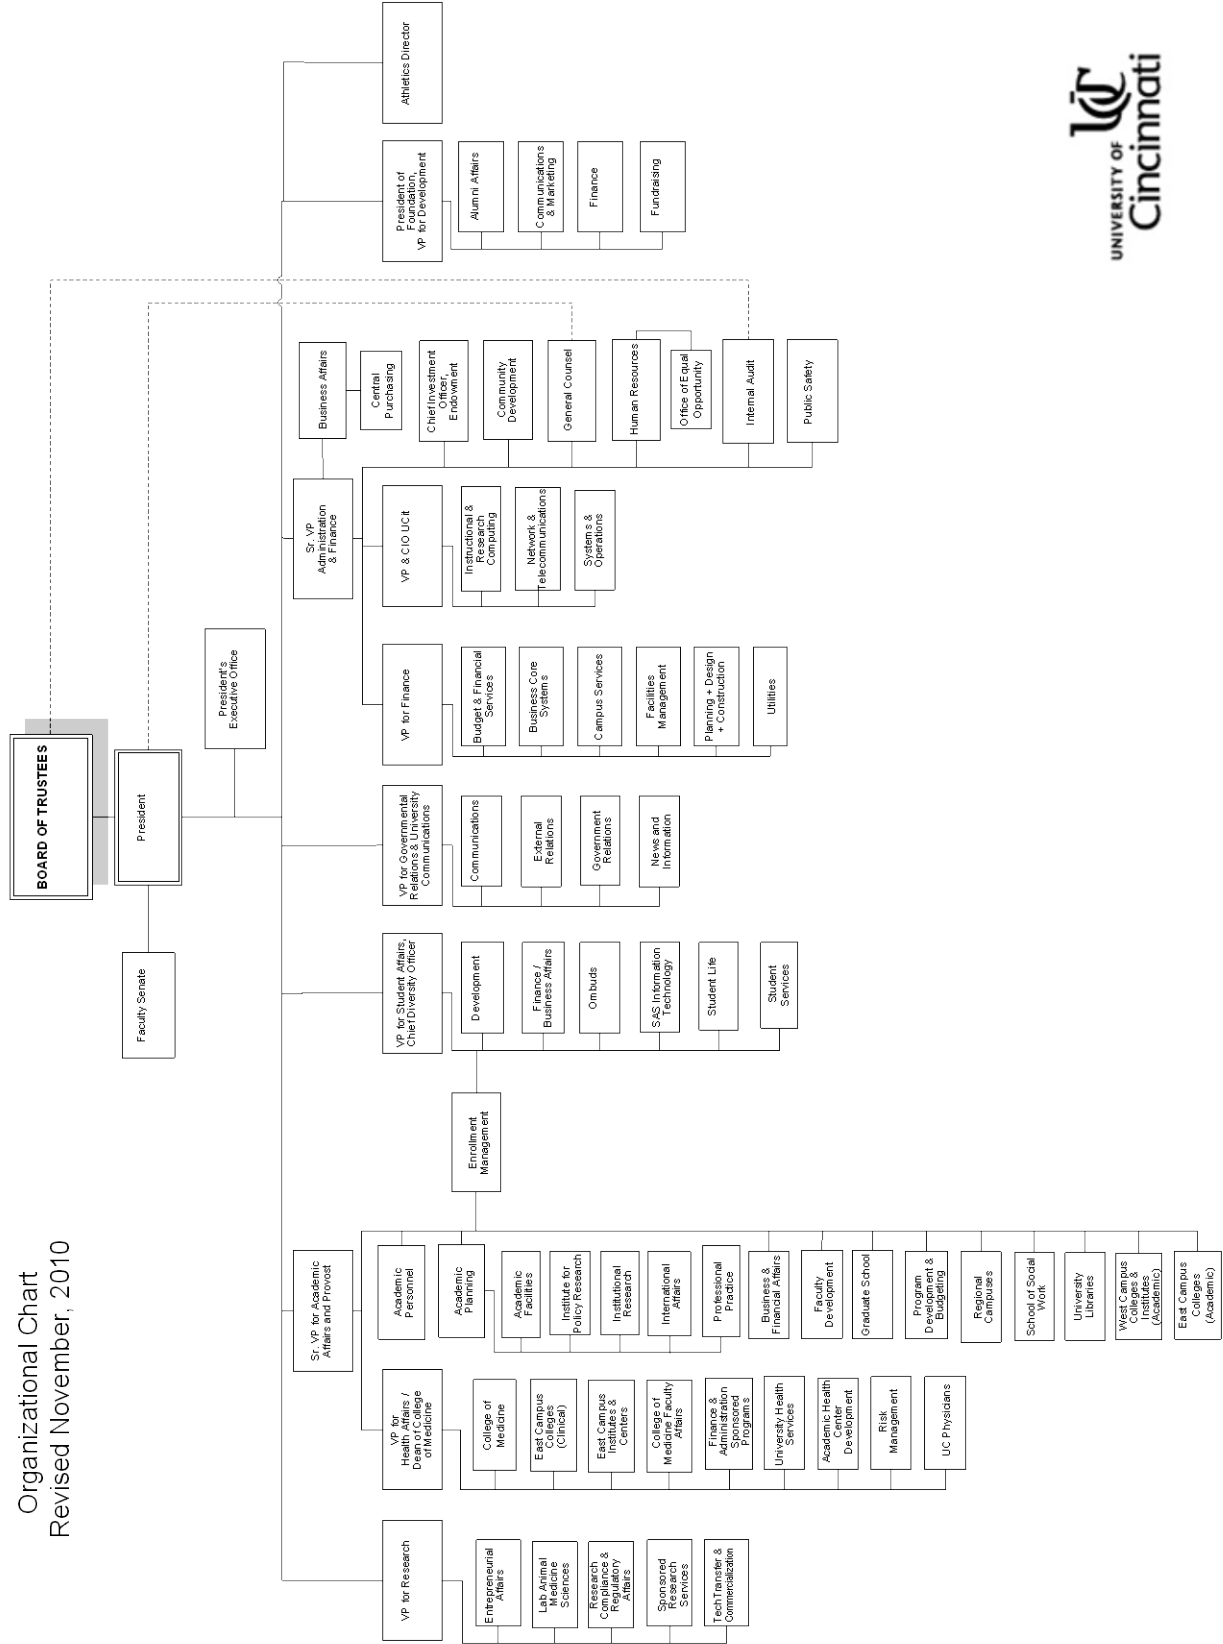 Organizational Chart
Revised November, 2010
BOARD OF TRUSTEES
President
Faculty Senate
President's
Executive Office
VP for Research
Entrepreneurial
Affairs
Lab Animal
Medicine
Sciences
Research
Compliance &
Regulatory
Affairs
Sponsored
Research
Services
Tech Transfer &
Commercialization
Sr. VP for Academic
Affairs and Provost
VP for
Health Affairs /
Dean of College
of Medicine
College of
Medicine
East Campus
Colleges
(Clinical)
East Campus
Institutes &
Centers
College of
Medicine Faculty
Affairs
Finance &
Administration
Sponsored
Programs
University Health
Services
Academic Health
Center
Development
Risk
Management
UC Physicians
Academic
Personnel
Academic
Planning
Academic
Facilities
Institute for
Policy Research
Institutional
Research
International
Affairs
Professional
Practice
Business &
Financial Affairs
Faculty
Development
Graduate School
Program
Development &
Budgeting
Regional
Campuses
School of Social
Work
University
Libraries
West Campus
Colleges &
Institutes
(Academic)
East Campus
Colleges
(Academic)
Enrollment
Management
VP for Student Affairs,
Chief Diversity Officer
Development
Finance /
Business Affairs
Ombuds
SAS Information
Technology
Student Life
Student
Services
VP for Governmental
Relations & University
Communications
Communications
External
Relations
Government
Relations
News and
Information
Sr. VP
Administration
& Finance
VP for Finance
Budget & Financial
Services
Business Core
Systems
Campus Services
Facilities
Management
Planning + Design
+ Construction
Utilities
VP & CIO UCit
Instructional &
Research
Computing
Network &
Telecommunications
Systems &
Operations
Business Affairs
Central
Purchasing
Chief Investment
Officer,
Endowment
Community
Development
General Counsel
Human Resources
Office of Equal
Opportunity
Internal Audit
Public Safety
President of
Foundation,
VP for Development
Alumni Affairs
Communications
& Marketing
Finance
Fundraising
Athletics Director
UC
UNIVERSITY OF
Cincinnati